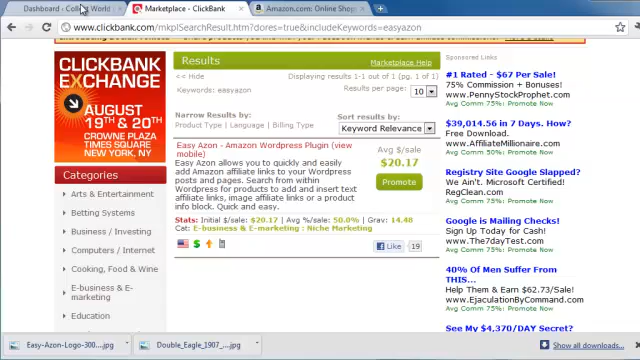 Dashboard - Collect World
Marketplace - ClickBank
Amazon.com: Online Shop
www.clickbank.com/mkplSearchResult.htm?dores=true&includeKeywords=easyazon
CLICKBANK
EXCHANGE
AUGUST
19TH & 20TH
CROWNE PLAZA
TIMES SQUARE
NEW YORK, NY
Categories
Arts & Entertainment
Betting Systems
Business / Investing
Computers / Internet
Cooking, Food & Wine
E-business & E-
marketing
Education
Results
Marketplace Help
<< Hide
Displaying results 1-1 out of 1 (pg. 1 of 1)
Keywords: easyazon
Results per page: 10
Narrow Results by:
Product Type | Language | Billing Type
Sort results by:
Keyword Relevance
Easy Azon - Amazon Wordpress Plugin (view
mobile)
Easy Azon allows you to quickly and easily
add Amazon affiliate links to your Wordpress
posts and pages. Search from within
Wordpress for products to add and insert text
affiliate links, image affiliate links or a product
info block. Quick and easy.
Avg $/sale
$20.17
Promote
Stats: Initial $/sale: $20.17 | Avg %/sale: 50.0% | Grav: 14.48
Cat: E-business & E-marketing : Niche Marketing
Like 19
Sponsored Links
#1 Rated - $67 Per Sale!
75% Commission + Bonuses!
www.PennyStockProphet.com
Avg Comm 75%: Promote Now
$39,014.56 in 7 Days. How?
Free Download.
www.AffiliateMillionaire.com
Avg Comm 50%: Promote Now
Registry Site Google Slapped?
We Ain't. Misspell Certified!
RegClean.com
Avg Comm 75%: Promote Now
Google is Mailing Checks!
Sign Up Today for Cash!
www.The7dayTest.com
Avg Comm 75%: Promote Now
40% Of Men Suffer From
THIS...
Help Them & Earn $62.73/Sale!
www.EjaculationByCommand.com
Avg Comm 75%: Promote Now
See My $4,370/DAY Site!
Easy-Azon-Logo-300....jpg
Double_Eagle_1907_....jpg
Show all downloads...